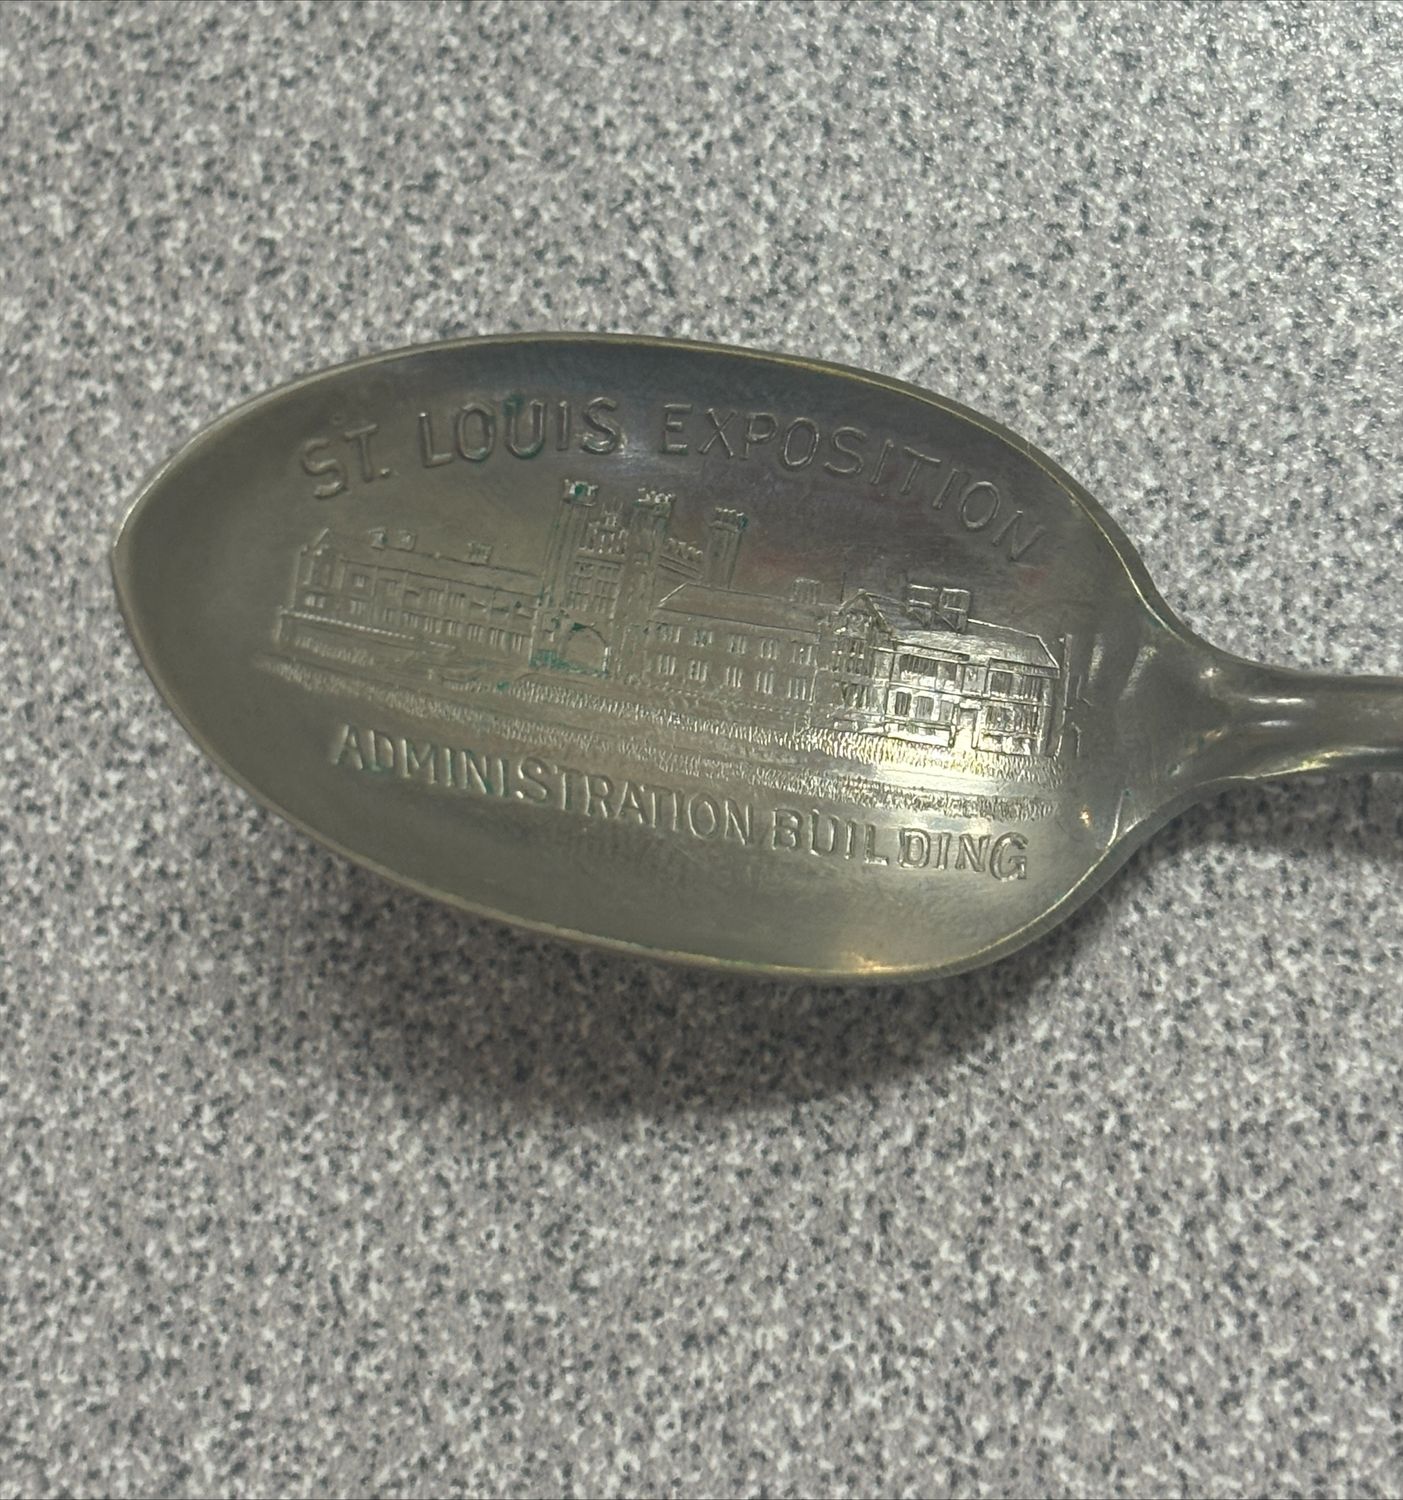 ST. LOUIS EXPOSITION
ADMINISTRATION BUILDING